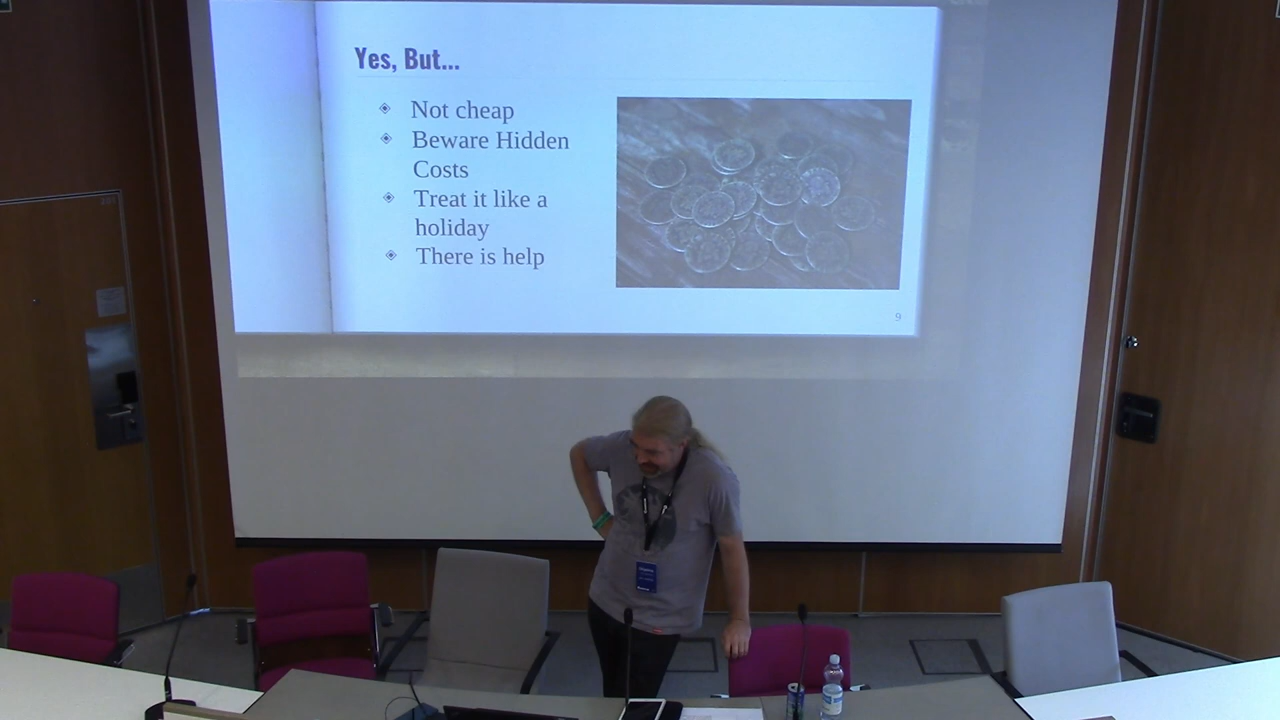 Yes, But...
Not cheap
Beware Hidden
Costs
Treat it like a
holiday
There is help
9